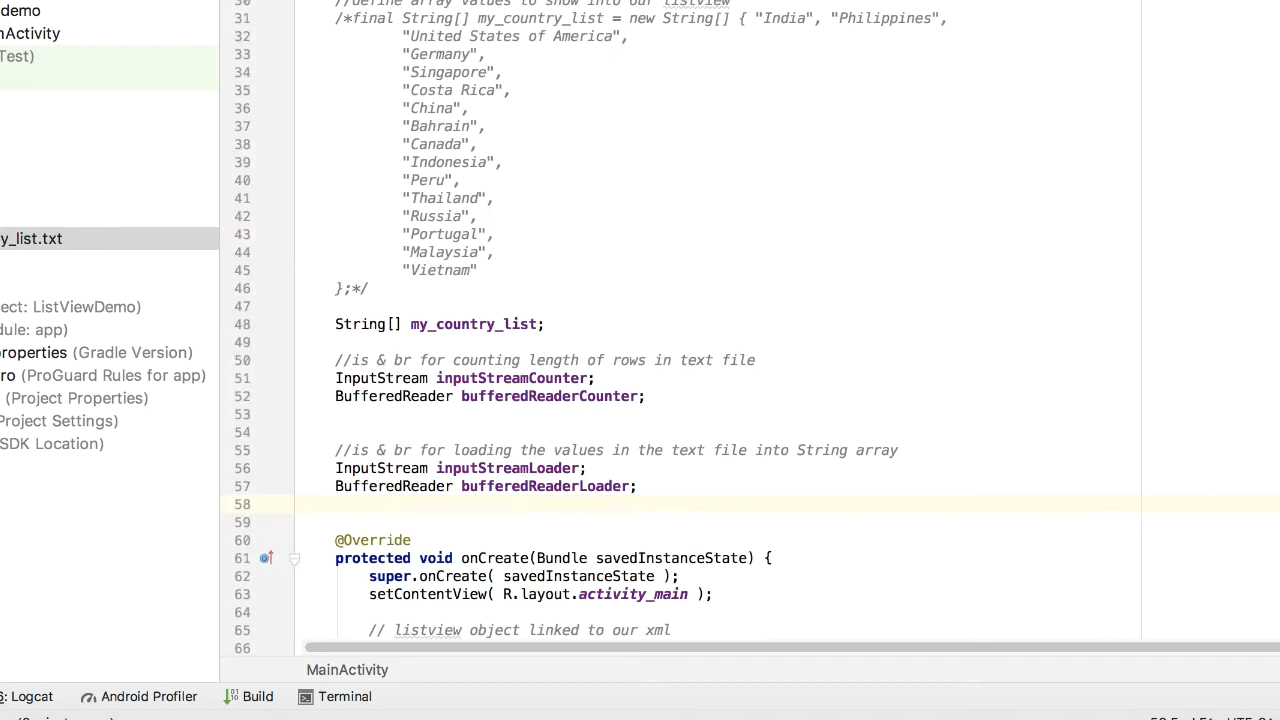 demo
nActivity
Test)
y_list.txt
ect: ListViewDemo)
dule: app)
properties (Gradle Version)
ro (ProGuard Rules for app)
(Project Properties)
Project Settings)
SDK Location)
30 //define array values to show into our listview
31 /*final String[] my_country_list = new String[] { "India", "Philippines",
32 "United States of America",
33 "Germany",
34 "Singapore",
35 "Costa Rica",
36 "China",
37 "Bahrain",
38 "Canada",
39 "Indonesia",
40 "Peru",
41 "Thailand",
42 "Russia",
43 "Portugal",
44 "Malaysia",
45 "Vietnam"
46 };*/
47
48 String[] my_country_list;
49
50 //is & br for counting length of rows in text file
51 InputStream inputStreamCounter;
52 BufferedReader bufferedReaderCounter;
53
54
55 //is & br for loading the values in the text file into String array
56 InputStream inputStreamLoader;
57 BufferedReader bufferedReaderLoader;
58
59
60 @Override
61 protected void onCreate(Bundle savedInstanceState) {
62 super.onCreate( savedInstanceState );
63 setContentView( R.layout.activity_main );
64
65 // listview object linked to our xml
66
MainActivity
6: Logcat Android Profiler Build Terminal